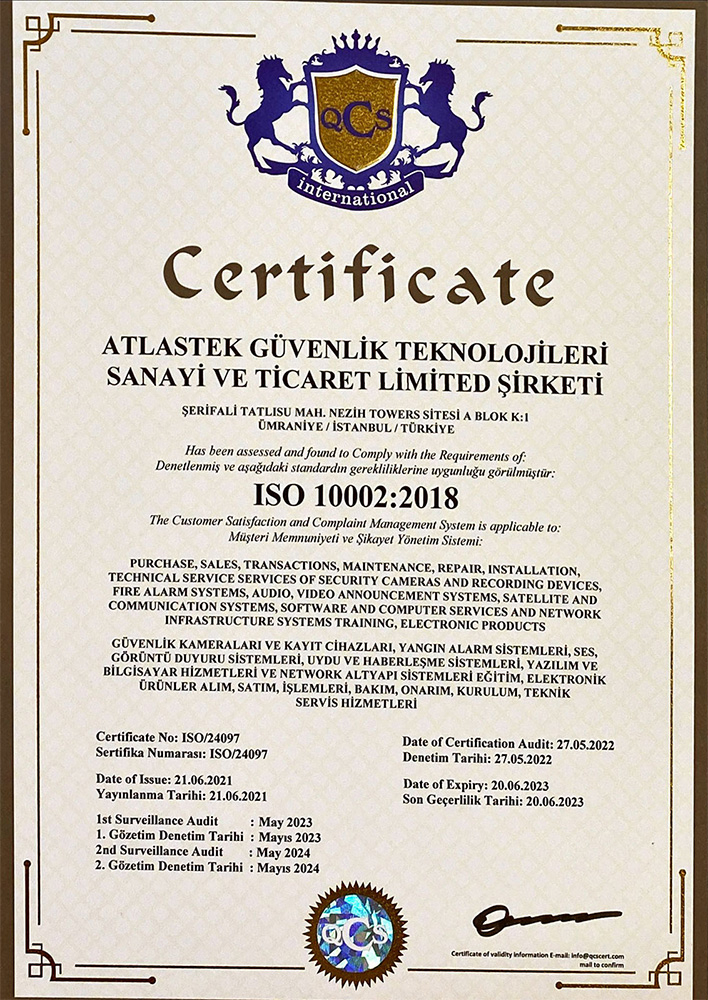 QCS
international
Certificate
ATLASTEK GÜVENLİK TEKNOLOJİLERİ
SANAYİ VE TİCARET LİMİTED ŞİRKETİ
ŞERİFALİ TATLISU MAH. NEZİH TOWERS SİTESİ A BLOK K:1
ÜMRANİYE / İSTANBUL / TÜRKİYE
Has been assessed and found to Comply with the Requirements of:
Denetlenmiş ve aşağıdaki standardın gerekliliklerine uygunluğu görülmüştür:
ISO 10002:2018
The Customer Satisfaction and Complaint Management System is applicable to:
Müşteri Memnuniyeti ve Şikayet Yönetim Sistemi:
PURCHASE, SALES, TRANSACTIONS, MAINTENANCE, REPAIR, INSTALLATION,
TECHNICAL SERVICE SERVICES OF SECURITY CAMERAS AND RECORDING DEVICES,
FIRE ALARM SYSTEMS, AUDIO, VIDEO ANNOUNCEMENT SYSTEMS, SATELLITE AND
COMMUNICATION SYSTEMS, SOFTWARE AND COMPUTER SERVICES AND NETWORK
INFRASTRUCTURE SYSTEMS TRAINING, ELECTRONIC PRODUCTS
GÜVENLİK KAMERALARI VE KAYIT CİHAZLARI, YANGIN ALARM SİSTEMLERİ, SES,
GÖRÜNTÜ DUYURU SİSTEMLERİ, UYDU VE HABERLEŞME SİSTEMLERİ, YAZILIM VE
BİLGİSAYAR HİZMETLERİ VE NETWORK ALTYAPI SİSTEMLERİ EĞİTİM, ELEKTRONİK
ÜRÜNLER ALIM, SATIM, İŞLEMLERİ, BAKIM, ONARIM, KURULUM, TEKNİK
SERVİS HİZMETLERİ
Certificate No: ISO/24097
Sertifika Numarası: ISO/24097
Date of Certification Audit: 27.05.2022
Denetim Tarihi: 27.05.2022
Date of Issue: 21.06.2021
Yayınlanma Tarihi: 21.06.2021
Date of Expiry: 20.06.2023
Son Geçerlilik Tarihi: 20.06.2023
1st Surveillance Audit : May 2023
1. Gözetim Denetim Tarihi : Mayıs 2023
2nd Surveillance Audit : May 2024
2. Gözetim Denetim Tarihi : Mayıs 2024
QCS
Certificate of validity information E-mail: info@qcscert.com
mail to confirm